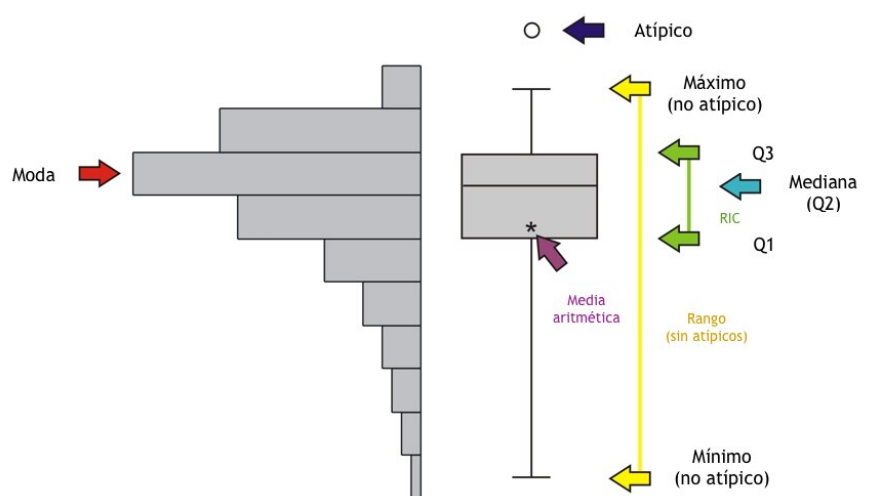 Atípico
Máximo
(no atípico)
Moda
Q3
Mediana
(Q2)
RIC
Q1
*
Media
aritmética
Rango
(sin atípicos)
Mínimo
(no atípico)